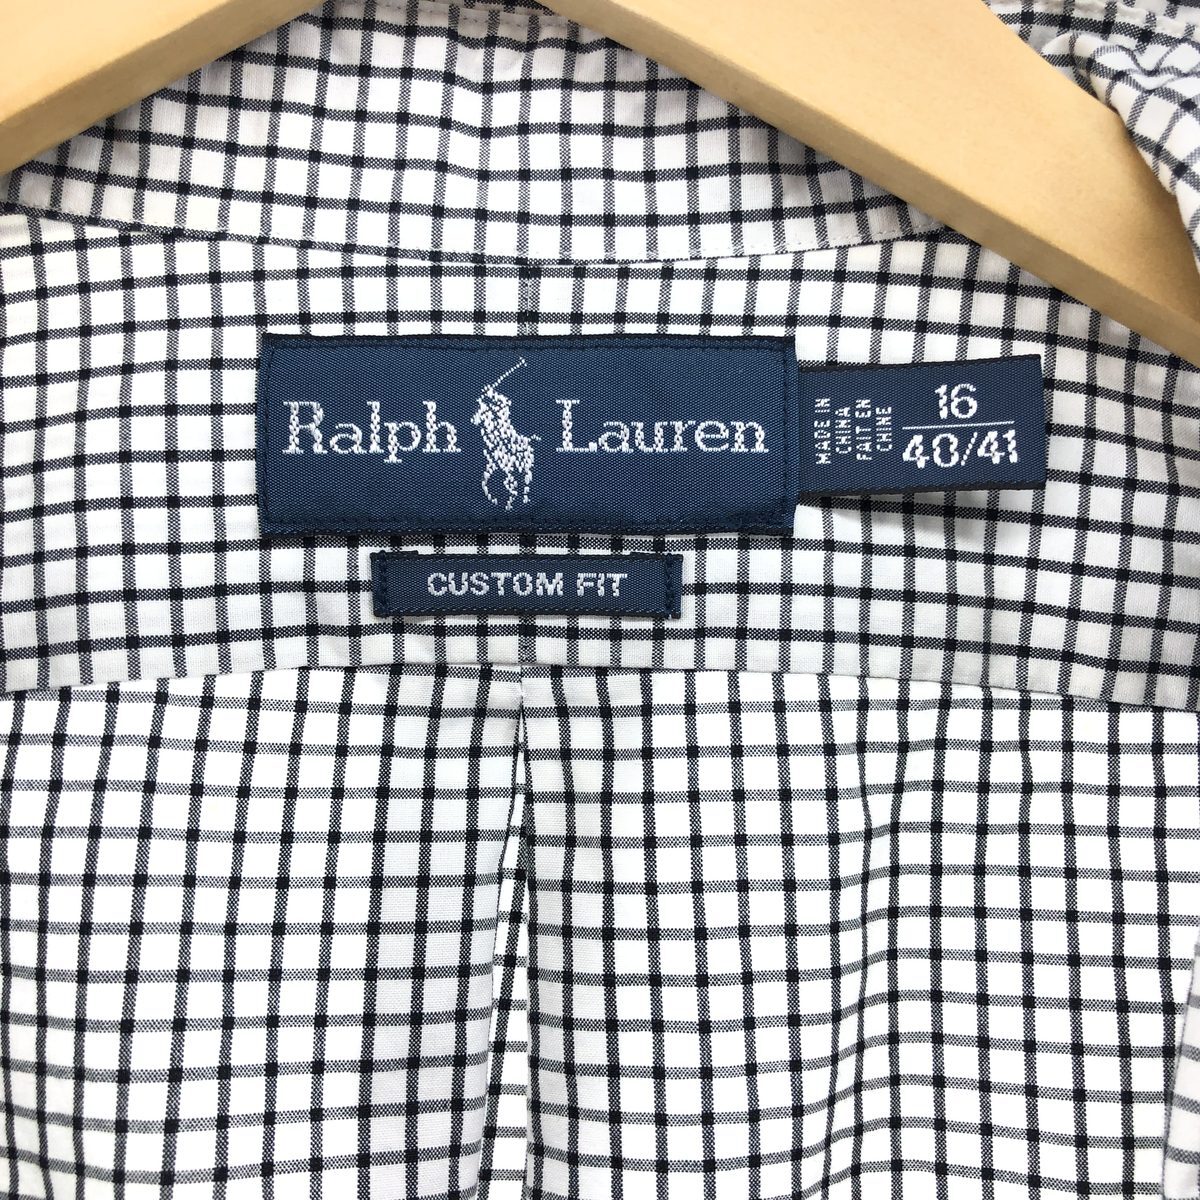 Ralph Lauren
MADE IN
CHINA
FAIT EN
CHINE
16
40/41
CUSTOM FIT